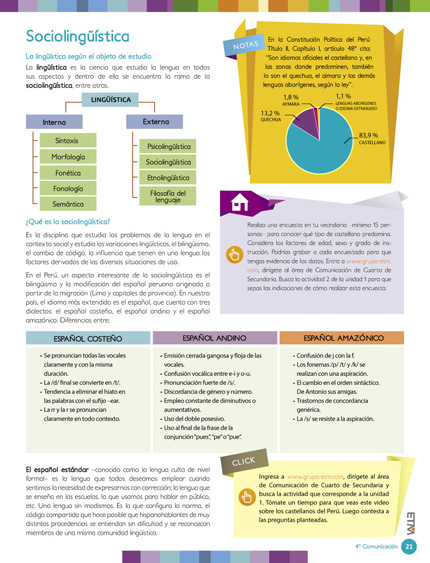 Sociolingüística
La lingüística según el objeto de estudio
La lingüística es la ciencia que estudia la lengua en todos
sus aspectos y dentro de ella se encuentra la rama de la
sociolingüística, entre otras.
LINGÜÍSTICA
Interna
Externa
Sintaxis
Morfología
Fonética
Fonología
Semántica
Psicolingüística
Sociolingüística
Etnolingüística
Filosofía del
lenguaje
NOTAS
En la Constitución Política del Perú
Título II, Capítulo I, artículo 48° cita:
"Son idiomas oficiales el castellano y, en
las zonas donde predominen, también
lo son el quechua, el aimara y las demás
lenguas aborígenes, según la ley".
1,8 %
AYMARA
1,1 %
LENGUAS ABORÍGENES
O IDIOMA EXTRANJERO
13,2 %
QUÉCHUA
83,9 %
CASTELLANO
¿Qué es la sociolingüística?
Es la disciplina que estudia los problemas de la lengua en el
contexto social y estudia las variaciones lingüísticas, el bilingüismo,
el cambio de código, la influencia que tienen en una lengua los
factores derivados de las diversas situaciones de uso.
En el Perú, un aspecto interesante de la sociolingüística es el
bilingüismo y la modificación del español peruano originado a
partir de la migración (Lima y capitales de provincia). En nuestro
país, el idioma más extendido es el español, que cuenta con tres
dialectos: el español costeño, el español andino y el español
amazónico. Diferencias entre:
Realiza una encuesta en tu vecindario -mínimo 15 per-
sonas- para conocer qué tipo de castellano predomina.
Considera los factores de edad, sexo y grado de ins-
trucción. Podrías grabar a cada encuestado para que
tengas evidencia de los datos. Entra a www.grupo-etm.
com, dirígete al área de Comunicación de Cuarto de
Secundaria. Busca la actividad 2 de la unidad 1 para que
sepas las indicaciones de cómo realizar esta encuesta.
ESPAÑOL COSTEÑO
• Se pronuncian todas las vocales
claramente y con la misma
duración.
• La /d/ final se convierte en /t/.
• Tendencia a eliminar el hiato en
las palabras con el sufijo -ear.
• La rr y la r se pronuncian
claramente en todo contexto.
ESPAÑOL ANDINO
• Emisión cerrada gangosa y floja de las
vocales.
• Confusión vocálica entre e-i y o-u.
• Pronunciación fuerte de /s/.
• Discordancia de género y número.
• Empleo constante de diminutivos o
aumentativos.
• Uso del doble posesivo.
• Uso al final de la frase de la
conjunción "pues", "pe" o "pue".
ESPAÑOL AMAZÓNICO
• Confusión de j con la f.
• Los fonemas /p/ /t/ y /k/ se
realizan con una aspiración.
• El cambio en el orden sintáctico.
De Antonio sus amigas.
• Trastornos de concordancia
genérica.
• La /s/ se resiste a la aspiración.
El español estándar -conocido como la lengua culta de nivel
formal- es la lengua que todos deseamos emplear cuando
sentimos la necesidad de expresarnos con corrección; la lengua que
se enseña en las escuelas, la que usamos para hablar en público,
etc. Una lengua sin modismos. Es la que configura la norma, el
código compartido que hace posible que hispanohablantes de muy
distintas procedencias se entiendan sin dificultad y se reconozcan
miembros de una misma comunidad lingüística.
CLICK
Ingresa a www.grupo-etm.com, dirígete al área
de Comunicación de Cuarto de Secundaria y
busca la actividad que corresponde a la unidad
1. Tómate un tiempo para que veas este video
sobre los castellanos del Perú. Luego contesta a
las preguntas planteadas.
ETM
4° Comunicación
21